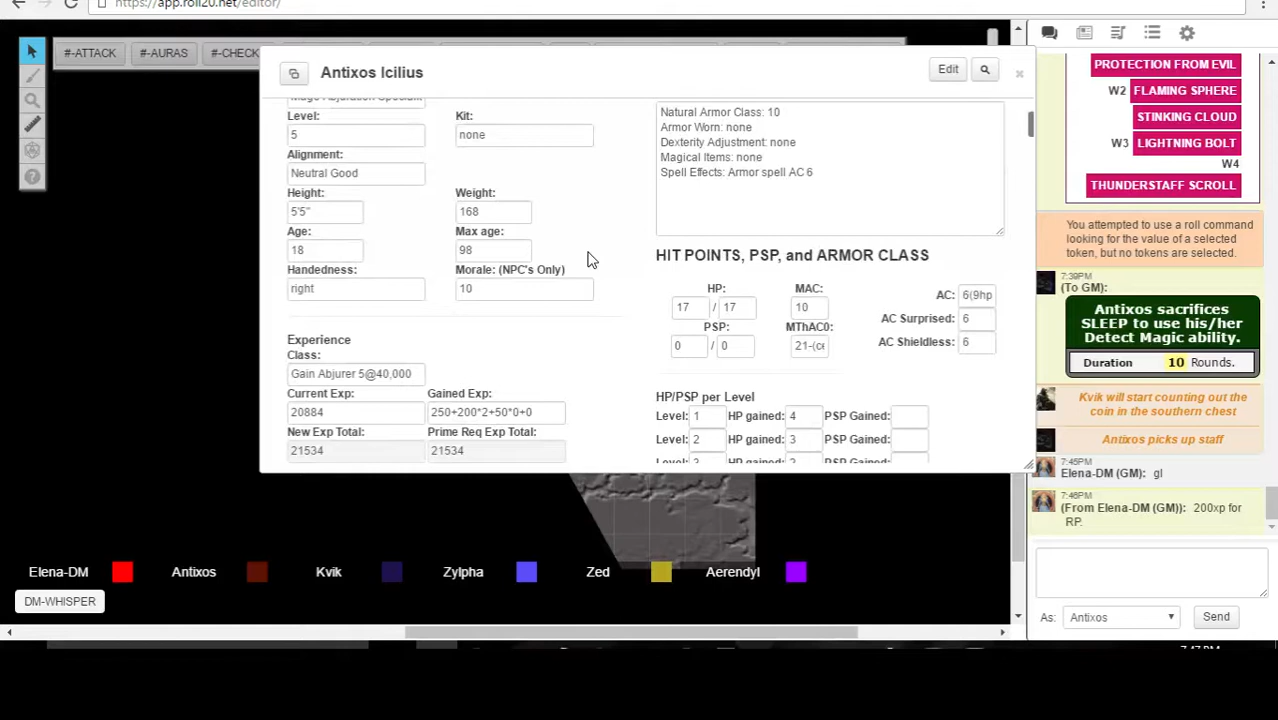 https://app.roll20.net/editor/
#-ATTACK #-AURAS #-CHECK
Antixos Icilius
Edit
Level: Kit:
5 none
Alignment:
Neutral Good
Height: Weight:
5'5" 168
Age: Max age:
18 98
Handedness: Morale: (NPC's Only)
right 10
Experience
Class:
Gain Abjurer 5@40,000
Current Exp: Gained Exp:
20884 250+200*2+50*0+0
New Exp Total: Prime Req Exp Total:
21534 21534
Natural Armor Class: 10
Armor Worn: none
Dexterity Adjustment: none
Magical Items: none
Spell Effects: Armor spell AC 6
HIT POINTS, PSP, and ARMOR CLASS
HP: MAC: AC: 6(9hp
17 / 17 10
AC Surprised: 6
PSP: MThAC0:
0 / 0 21-(ce
AC Shieldless: 6
HP/PSP per Level
Level: 1 HP gained: 4 PSP Gained:
Level: 2 HP gained: 3 PSP Gained:
PROTECTION FROM EVIL
W2 FLAMING SPHERE
STINKING CLOUD
W3 LIGHTNING BOLT
W4
THUNDERSTAFF SCROLL
You attempted to use a roll command
looking for the value of a selected
token, but no tokens are selected.
7:39PM
(To GM):
Antixos sacrifices
SLEEP to use his/her
Detect Magic ability.
Duration 10 Rounds.
Kvik will start counting out the
coin in the southern chest
Antixos picks up staff
7:45PM
Elena-DM (GM): gl
7:46PM
(From Elena-DM (GM)): 200xp for
RP.
As: Antixos Send
Elena-DM Antixos Kvik Zylpha Zed Aerendyl
DM-WHISPER